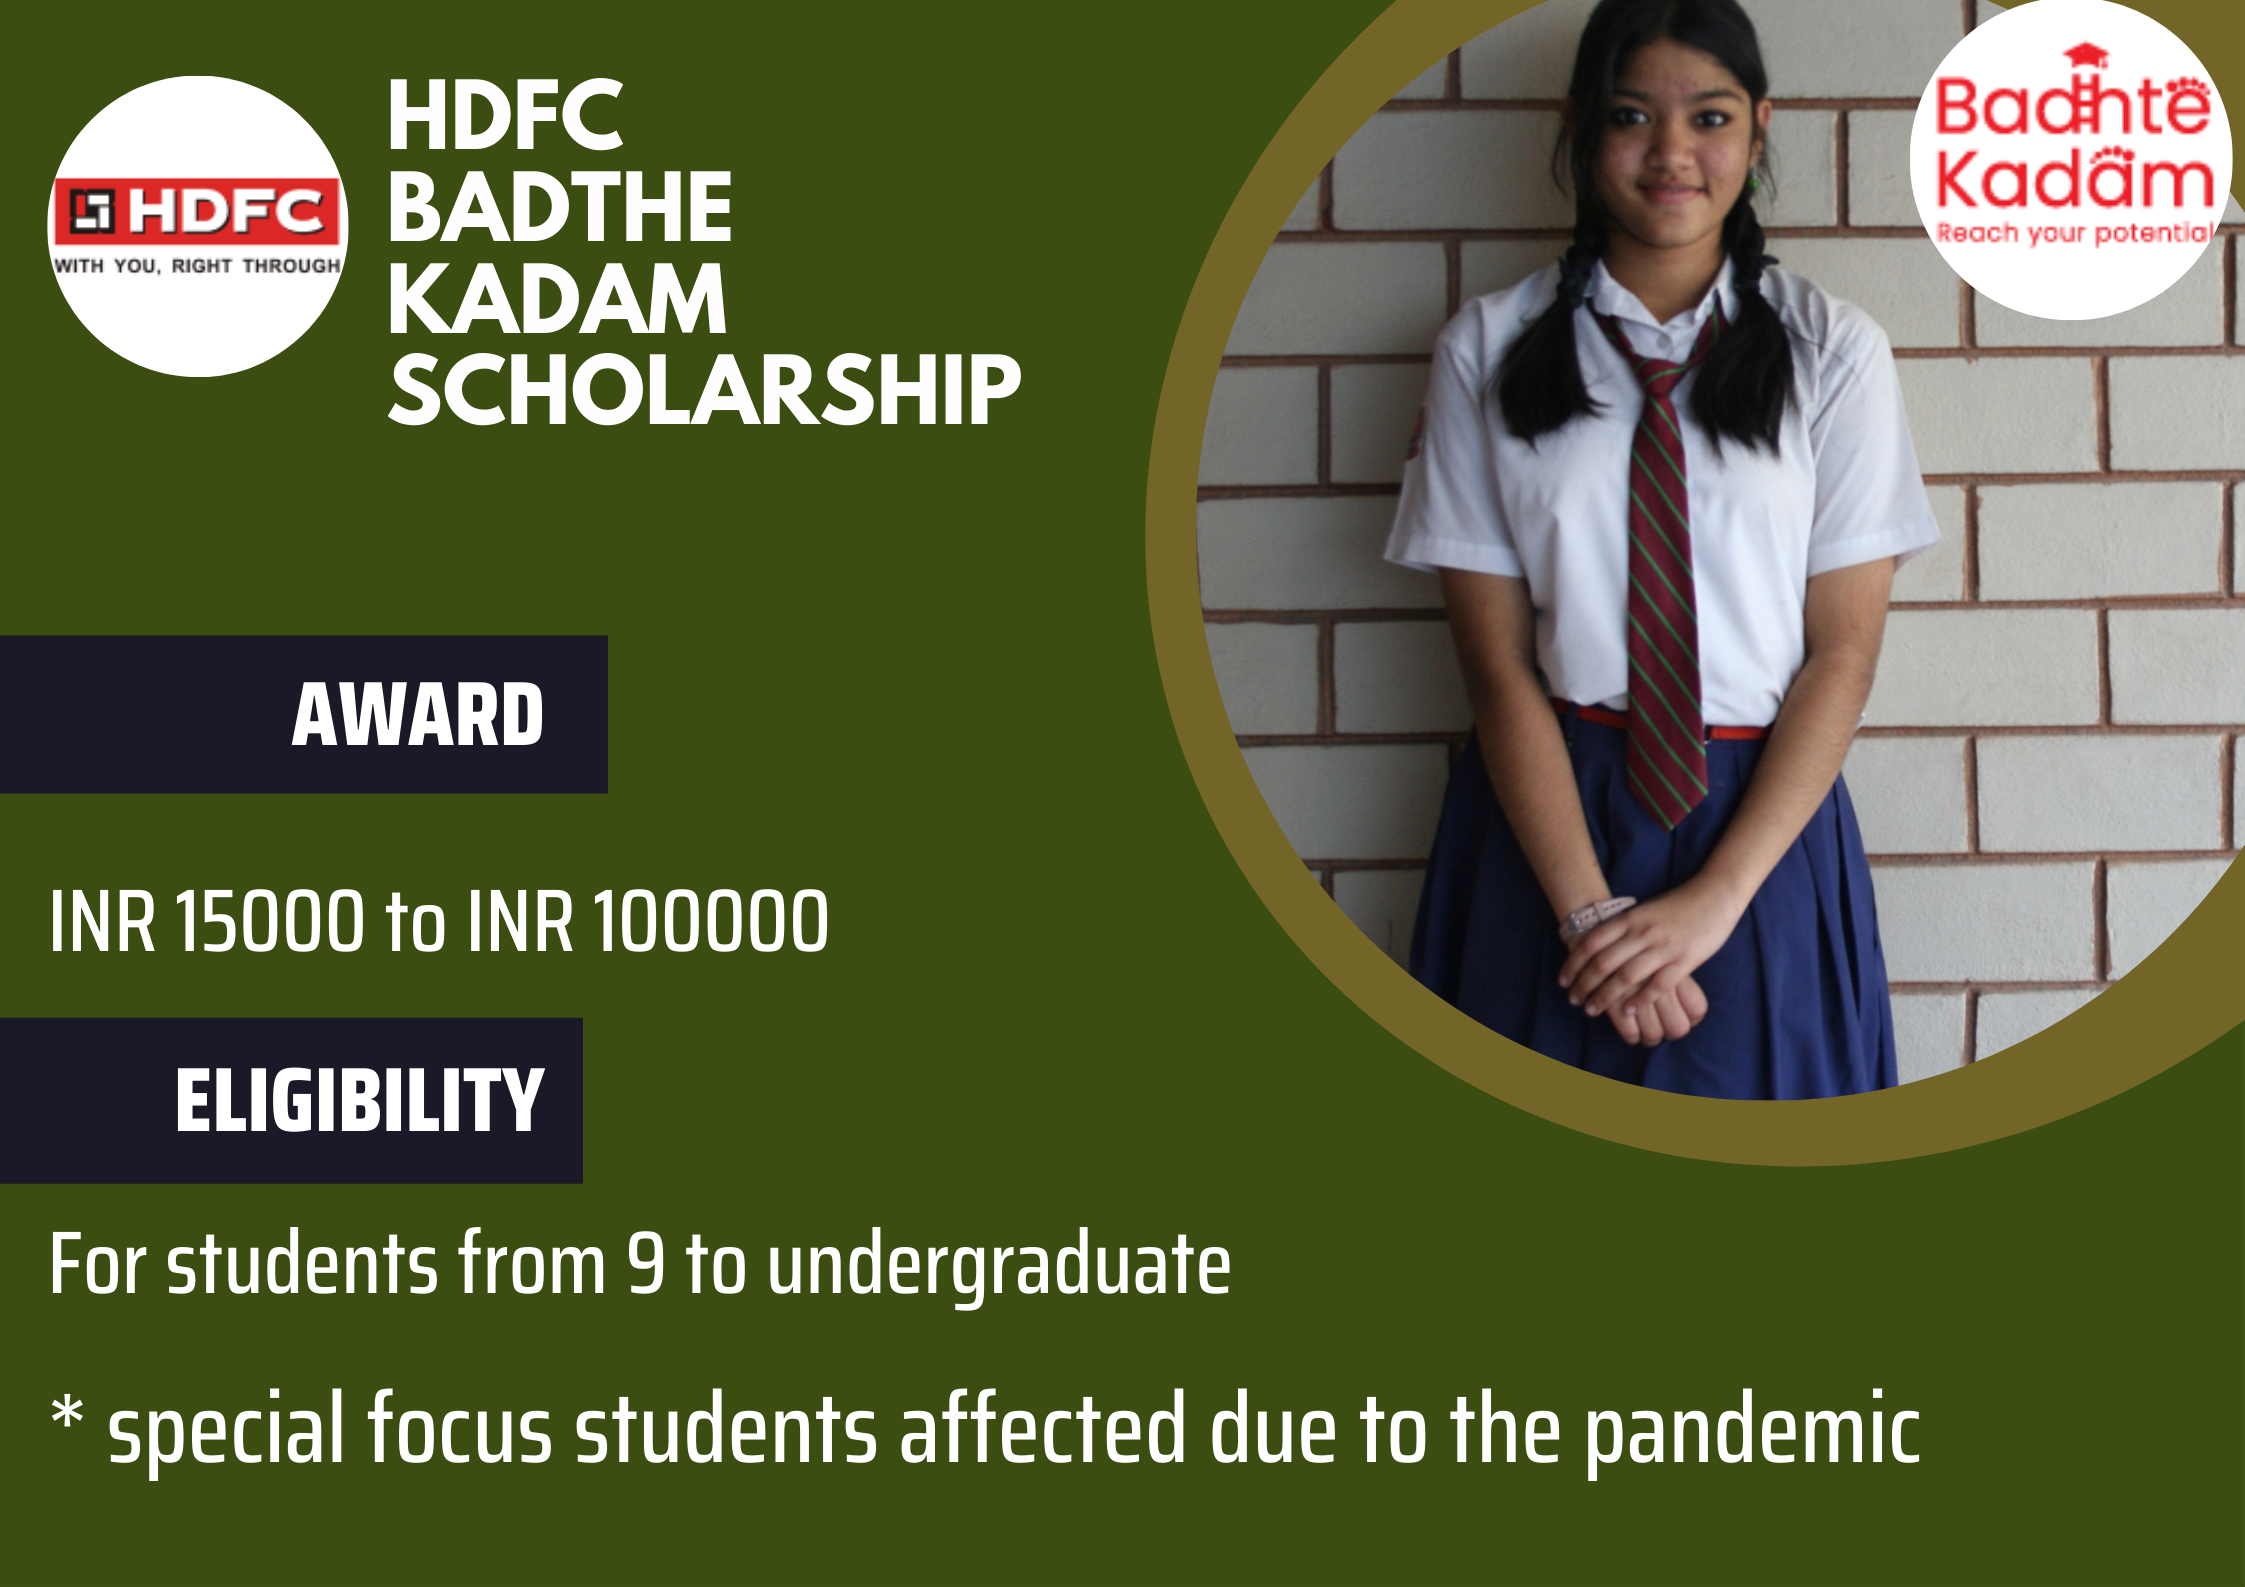 HDFC
WITH YOU, RIGHT THROUGH
HDFC
BADTHE
KADAM
SCHOLARSHIP
Badhte
Kadam
Reach your potential
AWARD
INR 15000 to INR 100000
ELIGIBILITY
For students from 9 to undergraduate
* special focus students affected due to the pandemic